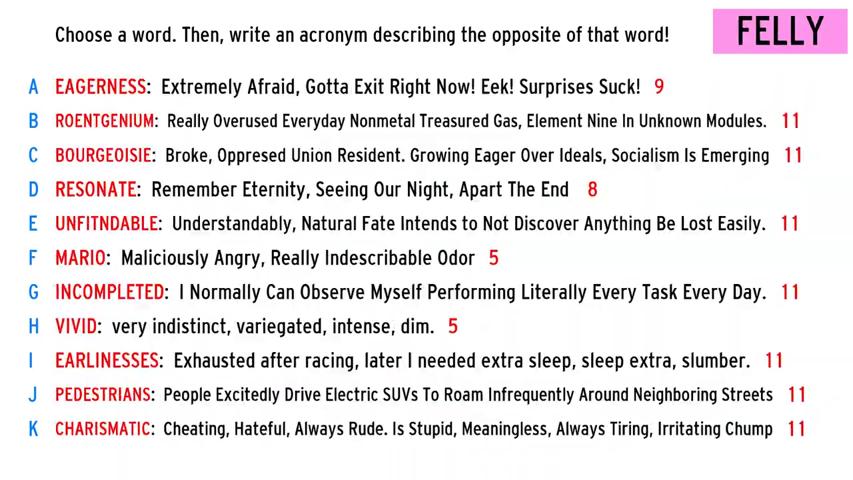 Choose a word. Then, write an acronym describing the opposite of that word!
FELLY
A EAGERNESS: Extremely Afraid, Gotta Exit Right Now! Eek! Surprises Suck! 9
B ROENTGENIUM: Really Overused Everyday Nonmetal Treasured Gas, Element Nine In Unknown Modules. 11
C BOURGEOISIE: Broke, Oppresed Union Resident. Growing Eager Over Ideals, Socialism Is Emerging 11
D RESONATE: Remember Eternity, Seeing Our Night, Apart The End 8
E UNFITNDABLE: Understandably, Natural Fate Intends to Not Discover Anything Be Lost Easily. 11
F MARIO: Maliciously Angry, Really Indescribable Odor 5
G INCOMPLETED: I Normally Can Observe Myself Performing Literally Every Task Every Day. 11
H VIVID: very indistinct, variegated, intense, dim. 5
I EARLINESSES: Exhausted after racing, later I needed extra sleep, sleep extra, slumber. 11
J PEDESTRIANS: People Excitedly Drive Electric SUVs To Roam Infrequently Around Neighboring Streets 11
K CHARISMATIC: Cheating, Hateful, Always Rude. Is Stupid, Meaningless, Always Tiring, Irritating Chump 11